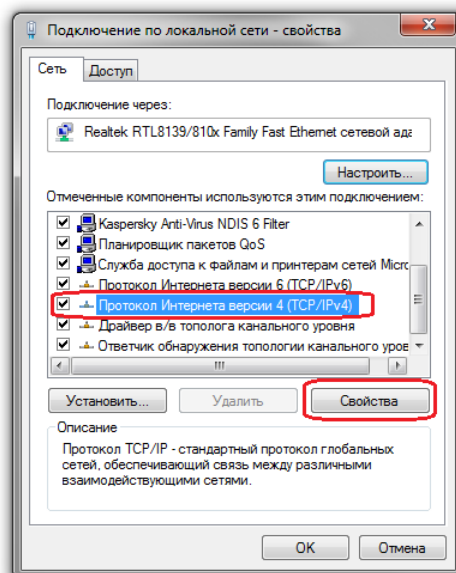 Подключение по локальной сети - свойства
Сеть
Доступ
Подключение через:
Realtek RTL8139/810x Family Fast Ethernet сетевой ада
Настроить...
Отмеченные компоненты используются этим подключением:
Kaspersky Anti-Virus NDIS 6 Filter
Планировщик пакетов QoS
Служба доступа к файлам и принтерам сетей Micro
Протокол Интернета версии 6 (TCP/IPv6)
Протокол Интернета версии 4 (TCP/IPv4)
Драйвер в/в тополога канального уровня
Ответчик обнаружения топологии канального уров
Установить...
Удалить
Свойства
Описание
Протокол TCP/IP - стандартный протокол глобальных
сетей, обеспечивающий связь между различными
взаимодействующими сетями.
OK
Отмена